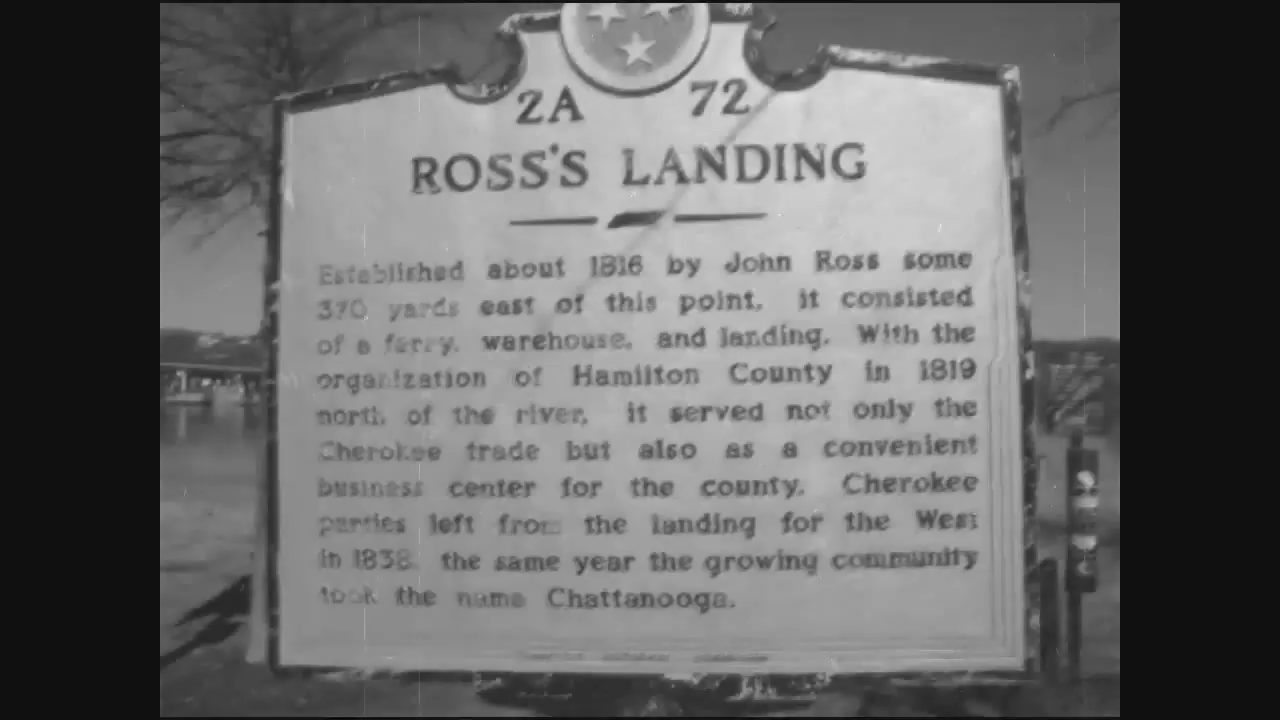 2A 72
ROSS'S LANDING
Established about 1816 by John Ross some
370 yards east of this point, it consisted
of a ferry, warehouse, and landing. With the
organization of Hamilton County in 1819
north of the river, it served not only the
Cherokee trade but also as a convenient
business center for the county. Cherokee
parties left from the landing for the West
in 1838, the same year the growing community
took the name Chattanooga.